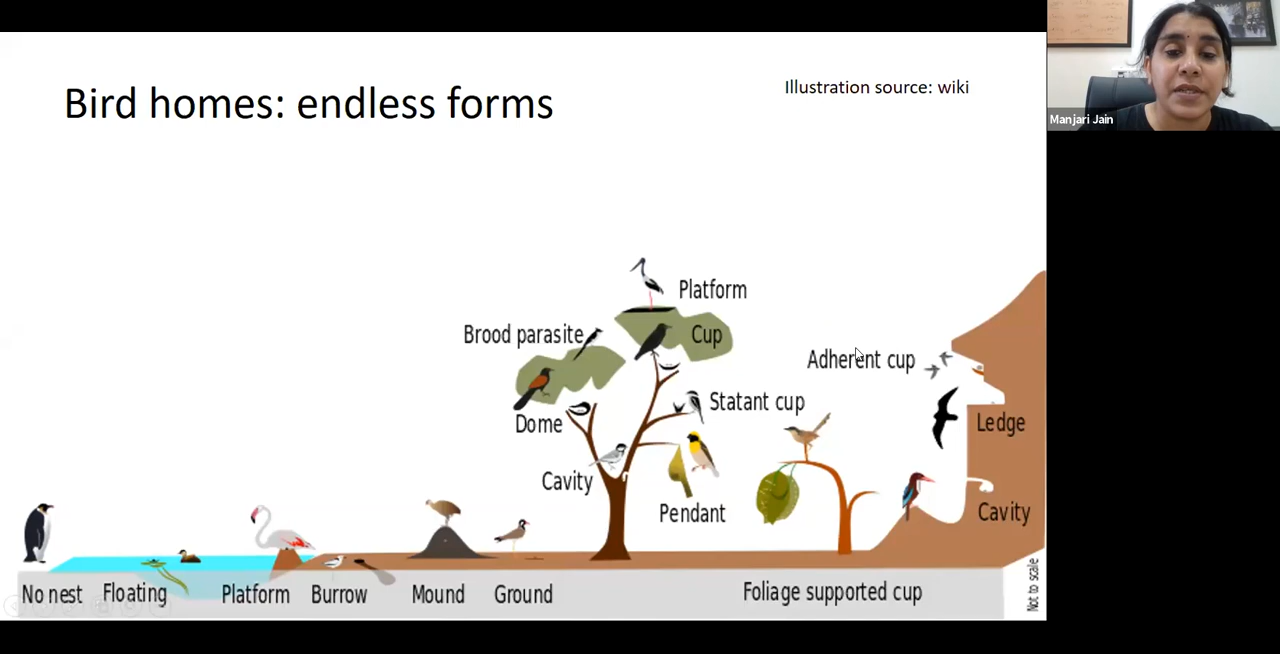 Bird homes: endless forms
Illustration source: wiki
Manjari Jain
Platform
Brood parasite
Cup
Adherent cup
Statant cup
Dome
Ledge
Cavity
Pendant
Cavity
No nest
Floating
Platform
Burrow
Mound
Ground
Foliage supported cup
Not to scale